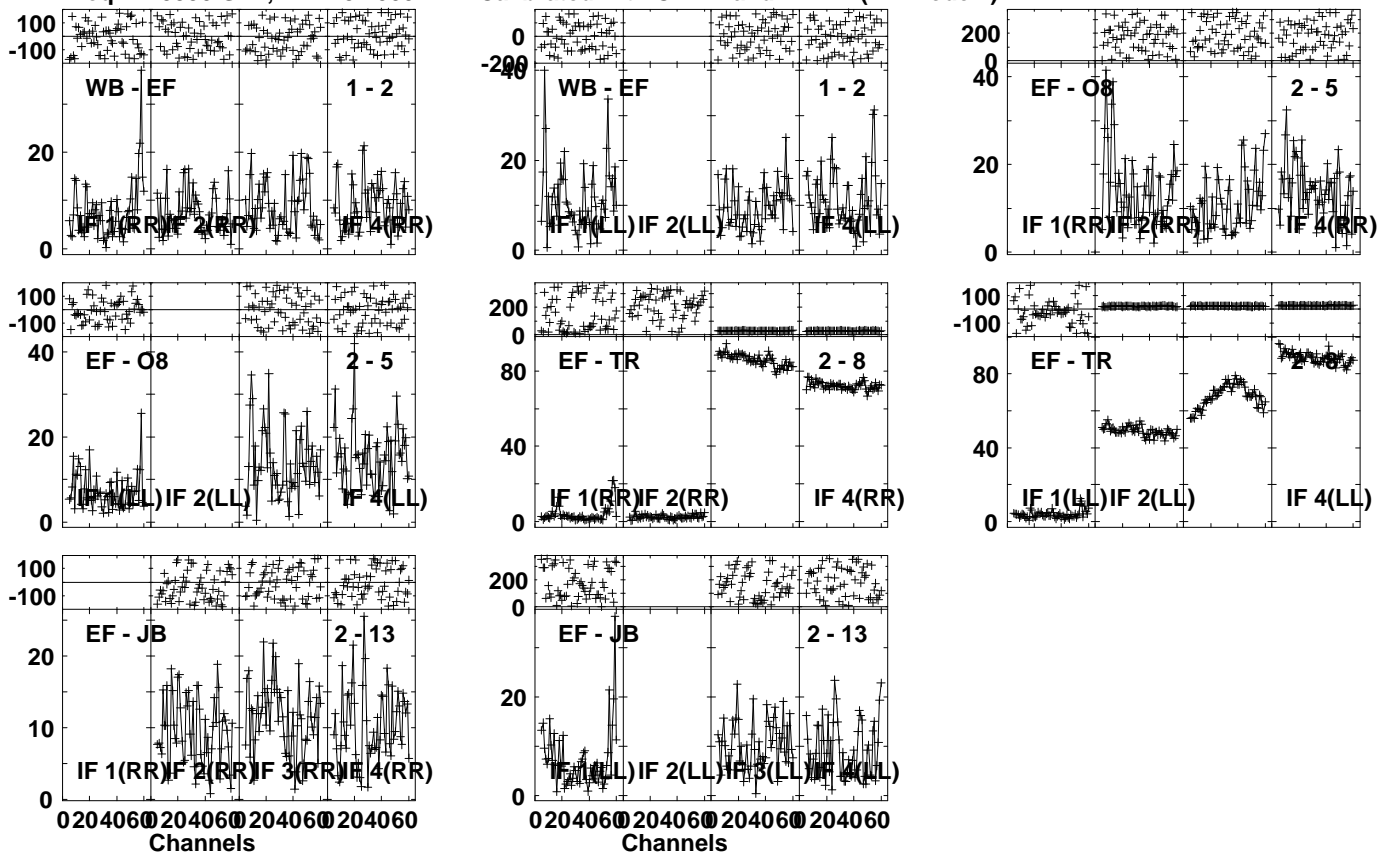 100
-100
WB - EF 1 - 2
20
0
IF 1(RR) IF 2(RR) IF 4(RR)
0
-200
40
WB - EF 1 - 2
20
0
IF 1(LL) IF 2(LL) IF 4(LL)
200
0
40
EF - O8 2 - 5
20
0
IF 1(RR) IF 2(RR) IF 4(RR)
100
-100
40
EF - O8 2 - 5
20
0
IF 1(LL) IF 2(LL) IF 4(LL)
200
0
EF - TR 2 - 8
80
40
0
IF 1(RR) IF 2(RR) IF 4(RR)
100
-100
EF - TR 2 - 8
80
40
0
IF 1(LL) IF 2(LL) IF 4(LL)
100
-100
EF - JB 2 - 13
20
10
0
IF 1(RR) IF 2(RR) IF 3(RR) IF 4(RR)
0 20 40 60 0 20 40 60 0 20 40 60 0 20 40 60
Channels
200
0
EF - JB 2 - 13
20
0
IF 1(LL) IF 2(LL) IF 3(LL) IF 4(LL)
0 20 40 60 0 20 40 60 0 20 40 60 0 20 40 60
Channels